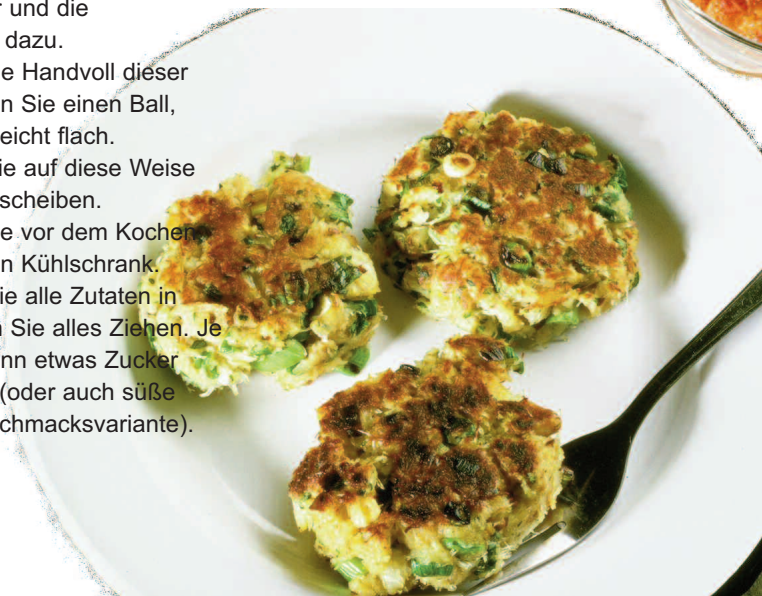 und die
dazu.
e Handvoll dieser
n Sie einen Ball,
eicht flach.
ie auf diese Weise
scheiben.
e vor dem Kochen
n Kühlschrank.
ie alle Zutaten in
n Sie alles Ziehen. Je
nn etwas Zucker
(oder auch süße
chmacksvariante).